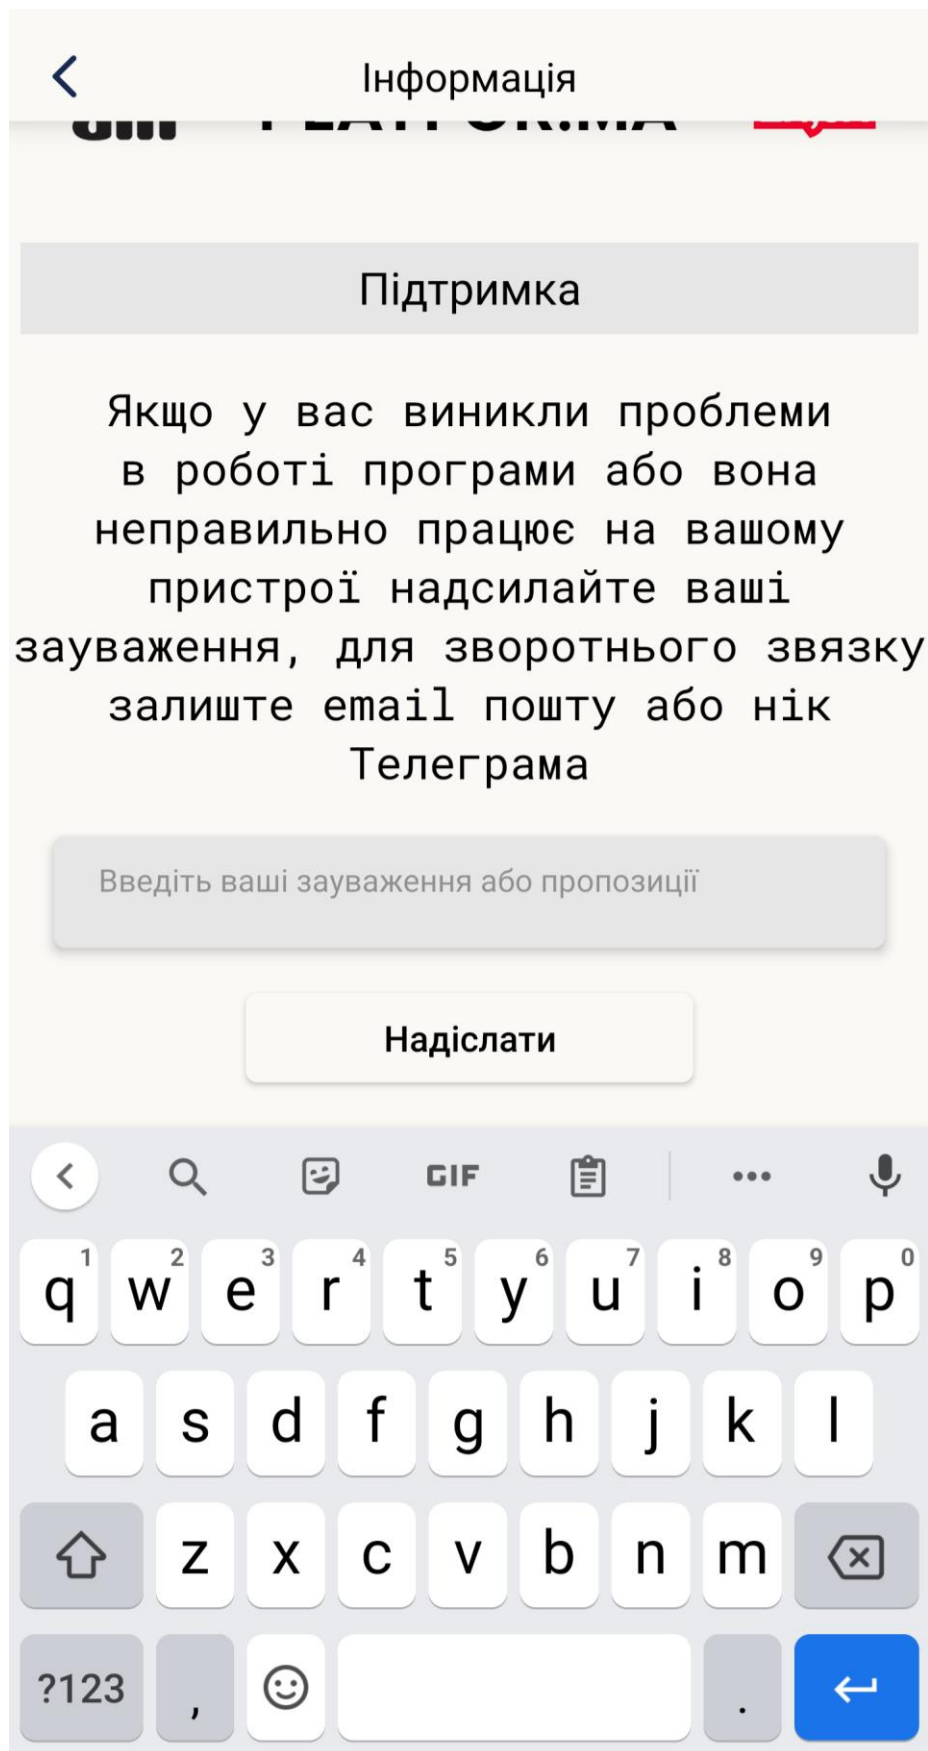 Інформація
PLATFOR.MA
Підтримка
Якщо у вас виникли проблеми
в роботі програми або вона
неправильно працює на вашому
пристрої надсилайте ваші
зауваження, для зворотнього звязку
залиште email пошту або нік
Телеграма
Введіть ваші зауваження або пропозиції
Надіслати
GIF
1 2 3 4 5 6 7 8 9 0
q w e r t y u i o p
a s d f g h j k l
z x c v b n m
?123 , .